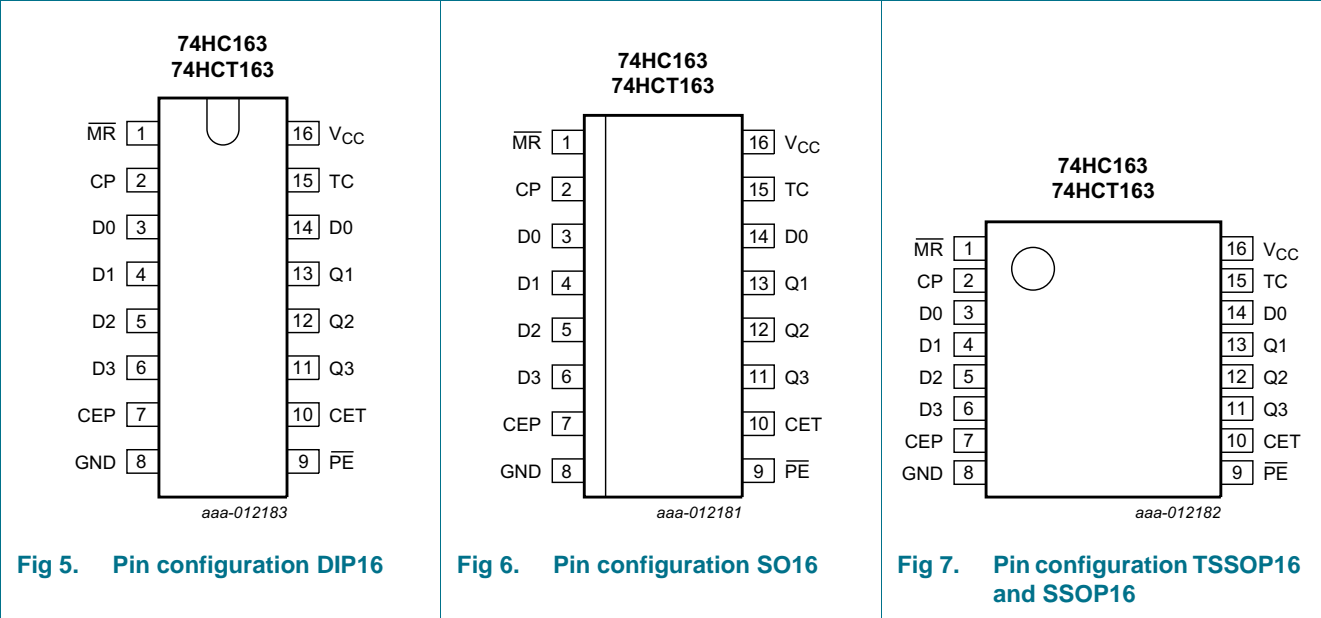 74HC163
74HCT163
MR 1 16 VCC
CP 2 15 TC
D0 3 14 D0
D1 4 13 Q1
D2 5 12 Q2
D3 6 11 Q3
CEP 7 10 CET
GND 8 9 PE
aaa-012183
Fig 5. Pin configuration DIP16
74HC163
74HCT163
MR 1 16 VCC
CP 2 15 TC
D0 3 14 D0
D1 4 13 Q1
D2 5 12 Q2
D3 6 11 Q3
CEP 7 10 CET
GND 8 9 PE
aaa-012181
Fig 6. Pin configuration SO16
74HC163
74HCT163
MR 1 16 VCC
CP 2 15 TC
D0 3 14 D0
D1 4 13 Q1
D2 5 12 Q2
D3 6 11 Q3
CEP 7 10 CET
GND 8 9 PE
aaa-012182
Fig 7. Pin configuration TSSOP16
and SSOP16